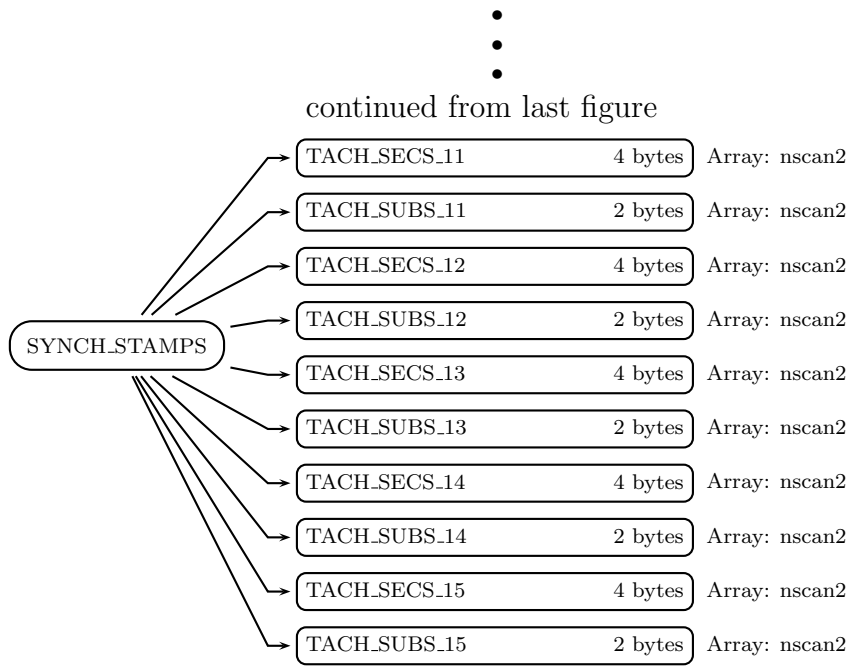 continued from last figure
TACH_SECS_11 4 bytes Array: nscan2
TACH_SUBS_11 2 bytes Array: nscan2
TACH_SECS_12 4 bytes Array: nscan2
TACH_SUBS_12 2 bytes Array: nscan2
SYNCH_STAMPS
TACH_SECS_13 4 bytes Array: nscan2
TACH_SUBS_13 2 bytes Array: nscan2
TACH_SECS_14 4 bytes Array: nscan2
TACH_SUBS_14 2 bytes Array: nscan2
TACH_SECS_15 4 bytes Array: nscan2
TACH_SUBS_15 2 bytes Array: nscan2